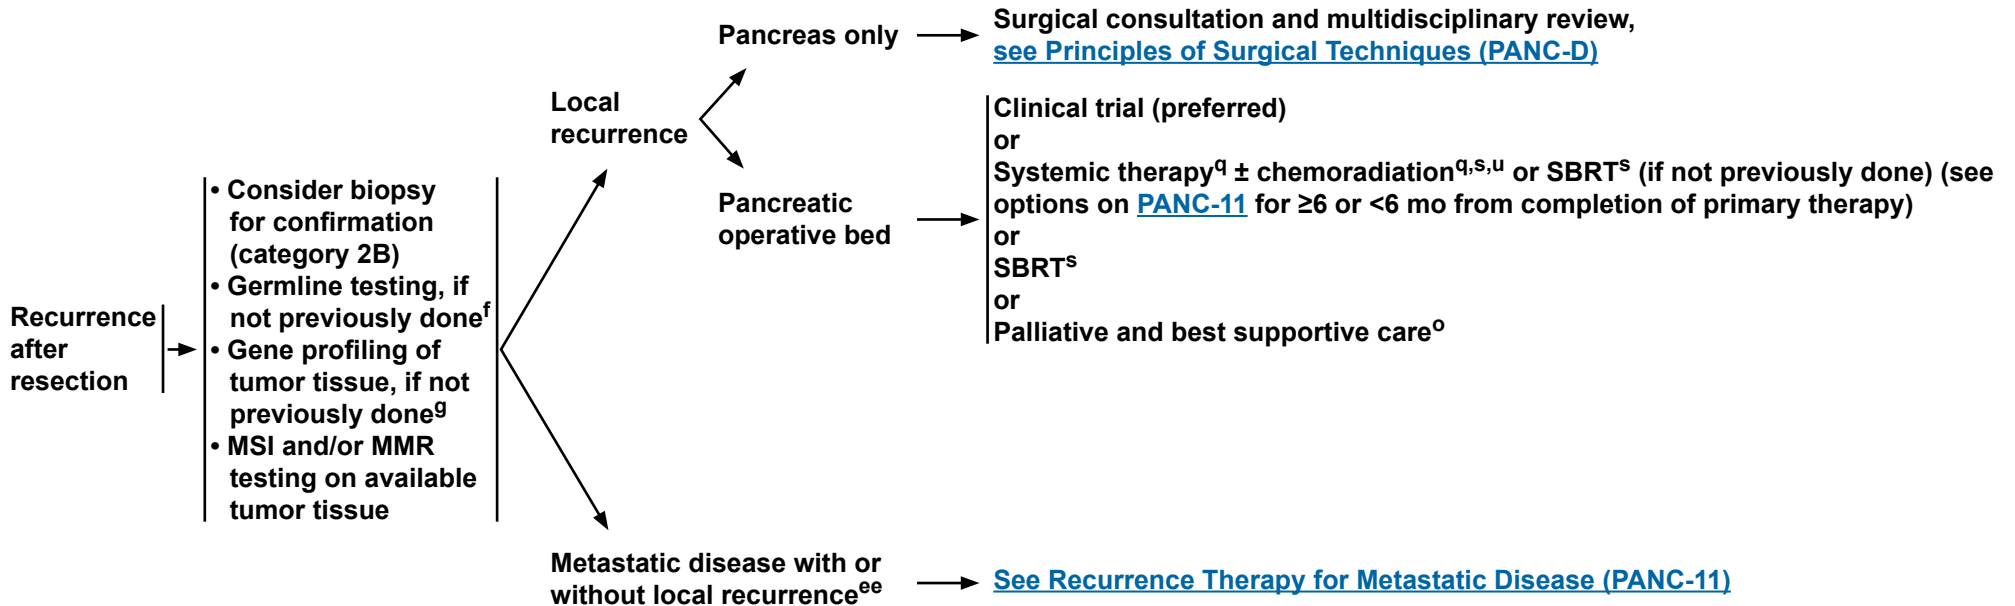 Recurrence
after
resection
• Consider biopsy
for confirmation
(category 2B)
• Germline testing, if
not previously doneᶠ
• Gene profiling of
tumor tissue, if not
previously doneᵍ
• MSI and/or MMR
testing on available
tumor tissue
Local
recurrence
Pancreas only
Surgical consultation and multidisciplinary review,
see Principles of Surgical Techniques (PANC-D)
Pancreatic
operative bed
Clinical trial (preferred)
or
Systemic therapy^q ± chemoradiation^q,s,u or SBRTˢ (if not previously done) (see
options on PANC-11 for ≥6 or <6 mo from completion of primary therapy)
or
SBRTˢ
or
Palliative and best supportive careᵒ
Metastatic disease with or
without local recurrenceᵉᵉ
See Recurrence Therapy for Metastatic Disease (PANC-11)